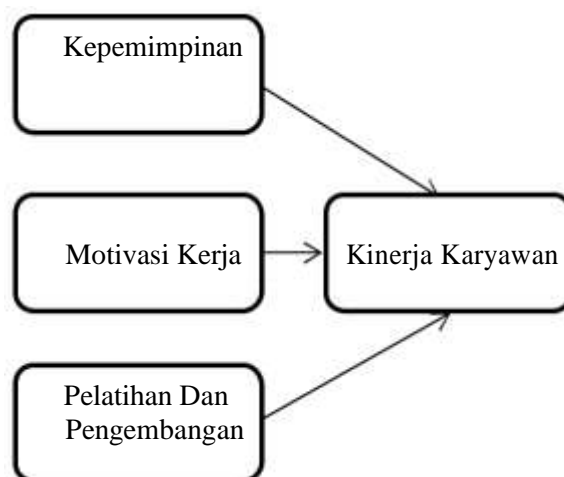 Kepemimpinan
Motivasi Kerja
Kinerja Karyawan
Pelatihan Dan
Pengembangan